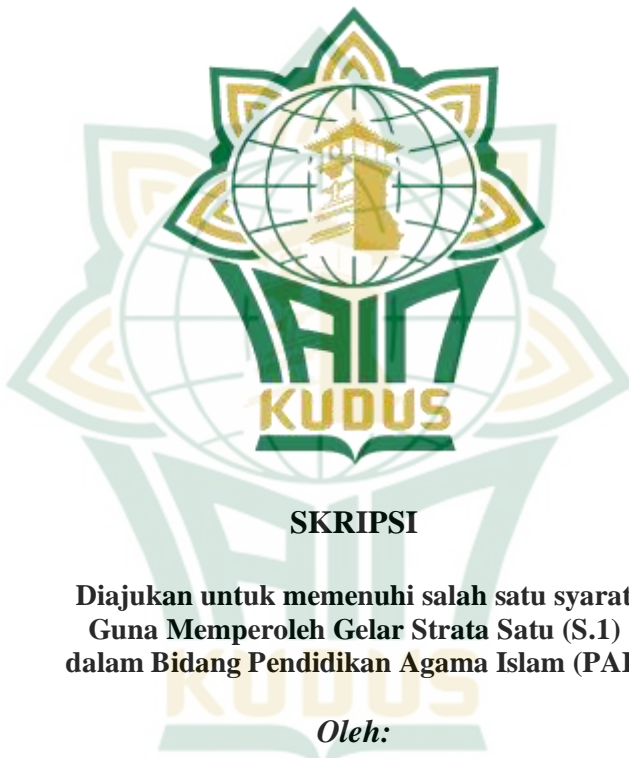 IAIN
KUDUS
SKRIPSI
Diajukan untuk memenuhi salah satu syarat
Guna Memperoleh Gelar Strata Satu (S.1)
dalam Bidang Pendidikan Agama Islam (PAI
Oleh: